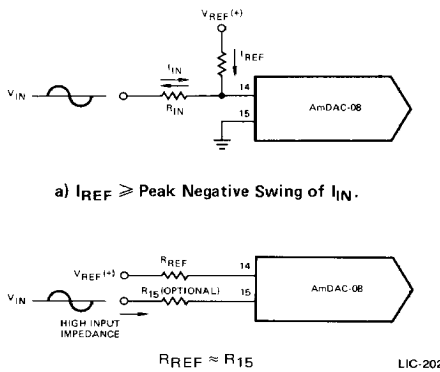 VREF(+)
IREF
IIN
VIN
RIN
14
15
AmDAC-08
a) IREF ⩾ Peak Negative Swing of IIN.
VREF(+)
RREF
14
R15 (OPTIONAL)
15
AmDAC-08
VIN
HIGH INPUT
IMPEDANCE
RREF ≈ R15
LIC-202